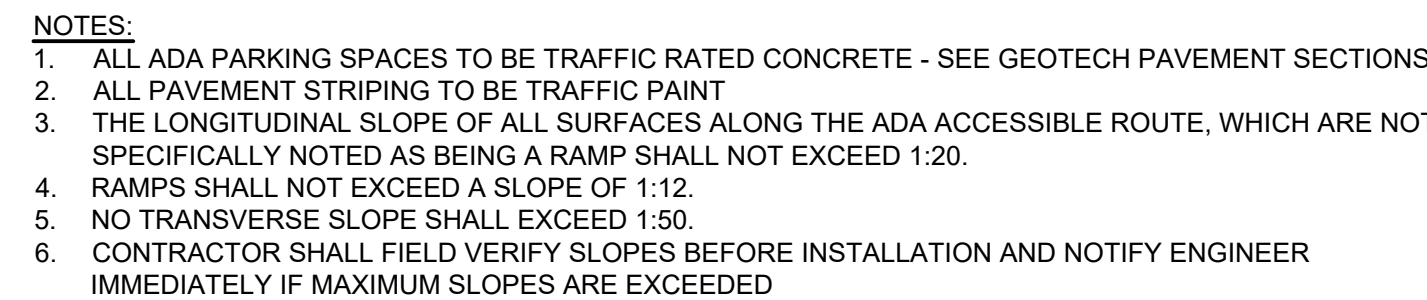 NOTES:
1. ALL ADA PARKING SPACES TO BE TRAFFIC RATED CONCRETE - SEE GEOTECH PAVEMENT SECTIONS
2. ALL PAVEMENT STRIPING TO BE TRAFFIC PAINT
3. THE LONGITUDINAL SLOPE OF ALL SURFACES ALONG THE ADA ACCESSIBLE ROUTE, WHICH ARE NOT
SPECIFICALLY NOTED AS BEING A RAMP SHALL NOT EXCEED 1:20.
4. RAMPS SHALL NOT EXCEED A SLOPE OF 1:12.
5. NO TRANSVERSE SLOPE SHALL EXCEED 1:50.
6. CONTRACTOR SHALL FIELD VERIFY SLOPES BEFORE INSTALLATION AND NOTIFY ENGINEER
IMMEDIATELY IF MAXIMUM SLOPES ARE EXCEEDED